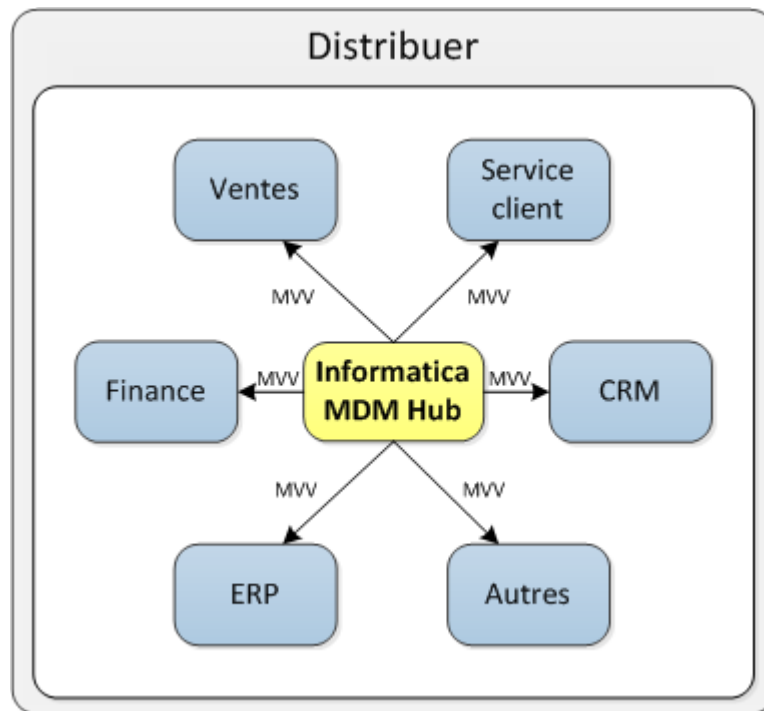 Distribuer
Ventes
Service
client
MVV
MVV
Finance
MVV
Informatica
MDM Hub
MVV
CRM
MVV
MVV
ERP
Autres